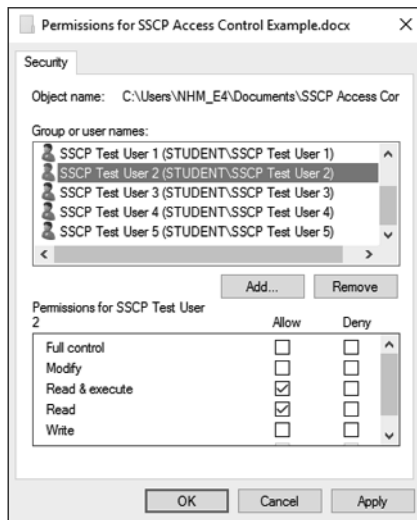 Permissions for SSCP Access Control Example.docx
Security
Object name: C:\Users\NHM_E4\Documents\SSCP Access Cor
Group or user names:
SSCP Test User 1 (STUDENT\SSCP Test User 1)
SSCP Test User 2 (STUDENT\SSCP Test User 2)
SSCP Test User 3 (STUDENT\SSCP Test User 3)
SSCP Test User 4 (STUDENT\SSCP Test User 4)
SSCP Test User 5 (STUDENT\SSCP Test User 5)
Add... Remove
Permissions for SSCP Test User
2 Allow Deny
Full control
Modify
Read & execute
Read
Write
OK Cancel Apply